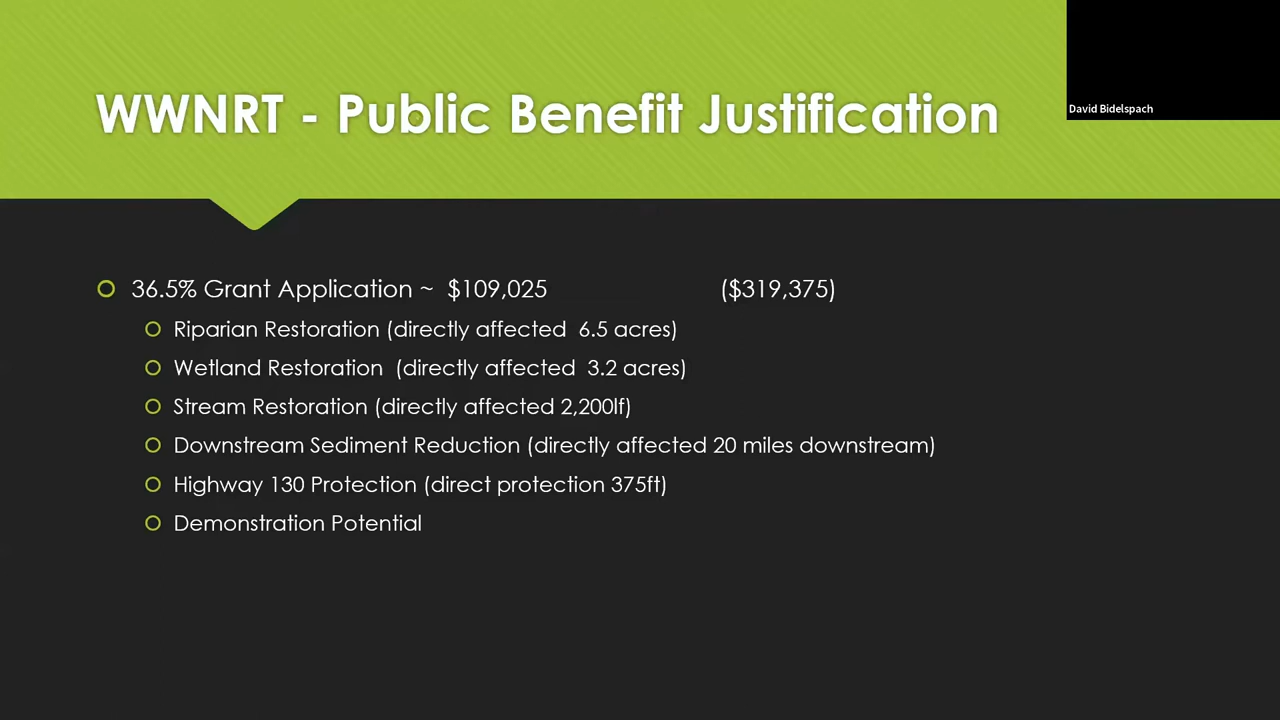 WWNRT - Public Benefit Justification
David Bidelspach
36.5% Grant Application ~ $109,025 ($319,375)
Riparian Restoration (directly affected 6.5 acres)
Wetland Restoration (directly affected 3.2 acres)
Stream Restoration (directly affected 2,200lf)
Downstream Sediment Reduction (directly affected 20 miles downstream)
Highway 130 Protection (direct protection 375ft)
Demonstration Potential